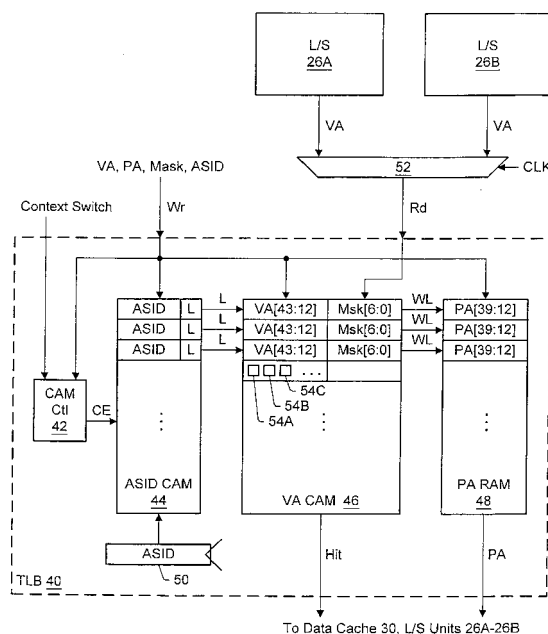 L/S
26A
L/S
26B
VA
VA
52
CLK
VA, PA, Mask, ASID
Context Switch
Wr
Rd
ASID L L VA[43:12] Msk[6:0] WL PA[39:12]
ASID L L VA[43:12] Msk[6:0] WL PA[39:12]
ASID L L VA[43:12] Msk[6:0] WL PA[39:12]
...
54C
54B
54A
CAM
Ctl
42
CE
ASID CAM
44
VA CAM 46
PA RAM
48
ASID
50
Hit
PA
TLB 40
To Data Cache 30, L/S Units 26A-26B